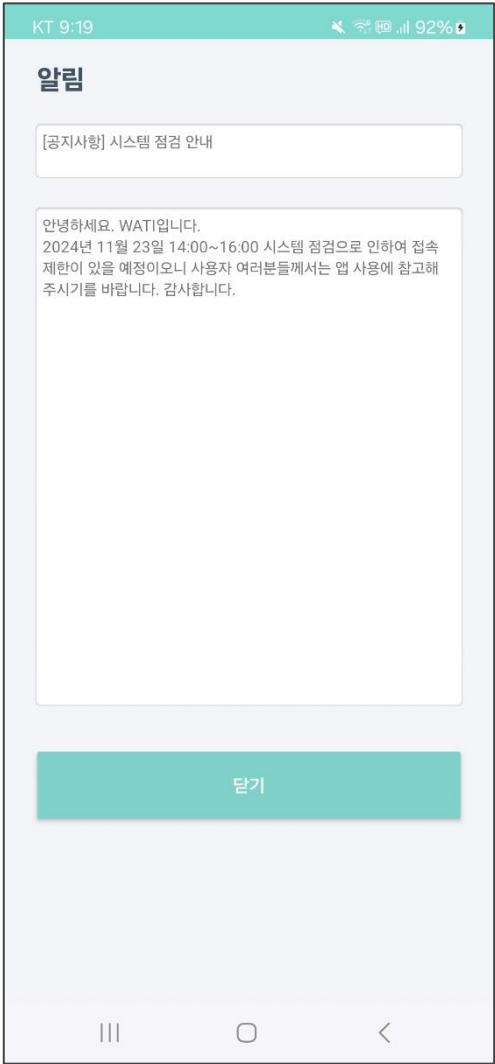 KT 9:19
92%
알림
[공지사항] 시스템 점검 안내
안녕하세요. WATI입니다.
2024년 11월 23일 14:00~16:00 시스템 점검으로 인하여 접속
제한이 있을 예정이오니 사용자 여러분들께서는 앱 사용에 참고해
주시기를 바랍니다. 감사합니다.
닫기